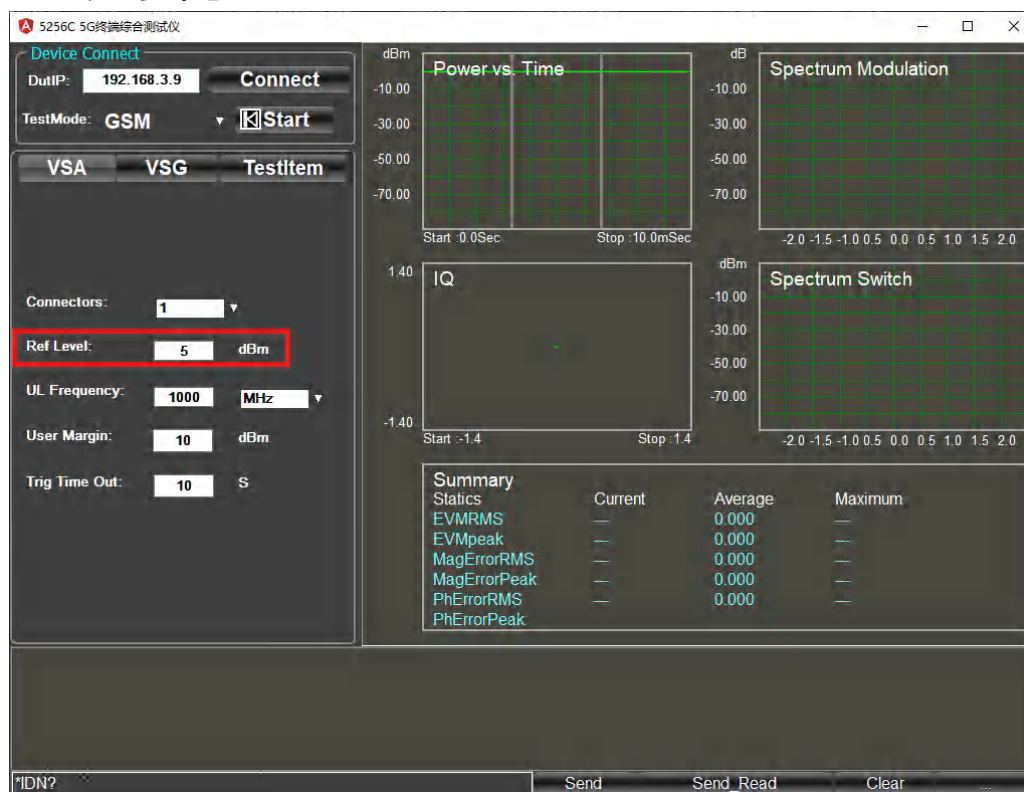 5256C 5G终端综合测试仪
Device Connect
DutIP: 192.168.3.9 Connect
TestMode: GSM Start
VSA VSG TestItem
Connectors: 1
Ref Level: 5 dBm
UL Frequency: 1000 MHz
User Margin: 10 dBm
Trig Time Out: 10 S
dBm
Power vs. Time
-10.00
-30.00
-50.00
-70.00
Start :0.0Sec Stop :10.0mSec
dB
Spectrum Modulation
-10.00
-30.00
-50.00
-70.00
-2.0 -1.5 -1.0 0.5 0.0 0.5 1.0 1.5 2.0
1.40
IQ
-1.40
Start :-1.4 Stop :1.4
dBm
Spectrum Switch
-10.00
-30.00
-50.00
-70.00
-2.0 -1.5 -1.0 0.5 0.0 0.5 1.0 1.5 2.0
Summary
Statics Current Average Maximum
EVMRMS --- 0.000 ---
EVMpeak --- 0.000 ---
MagErrorRMS --- 0.000 ---
MagErrorPeak --- 0.000 ---
PhErrorRMS --- 0.000 ---
PhErrorPeak
*IDN? Send Send_Read Clear ...